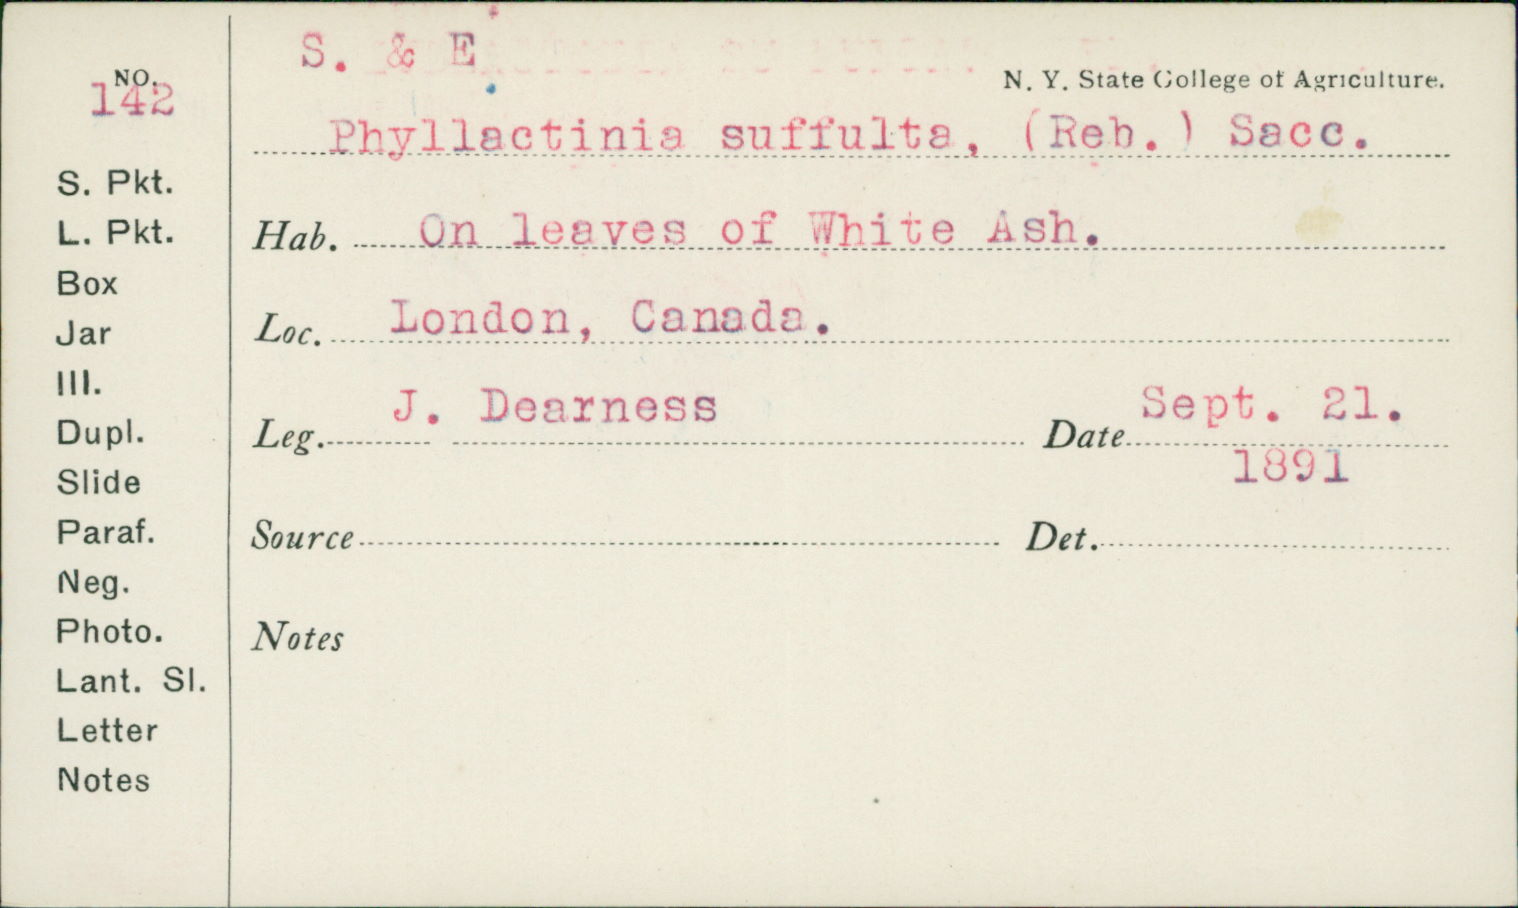 S. & E
NO.
142
N. Y. State College of Agriculture.
Phyllactinia suffulta, (Reb.) Sacc.
S. Pkt.
L. Pkt.
Hab. On leaves of White Ash.
Box
Jar
Loc. London, Canada.
Ill.
Dupl.
Leg. J. Dearness Date Sept. 21.
1891
Slide
Paraf.
Source Det.
Neg.
Photo.
Notes
Lant. Sl.
Letter
Notes